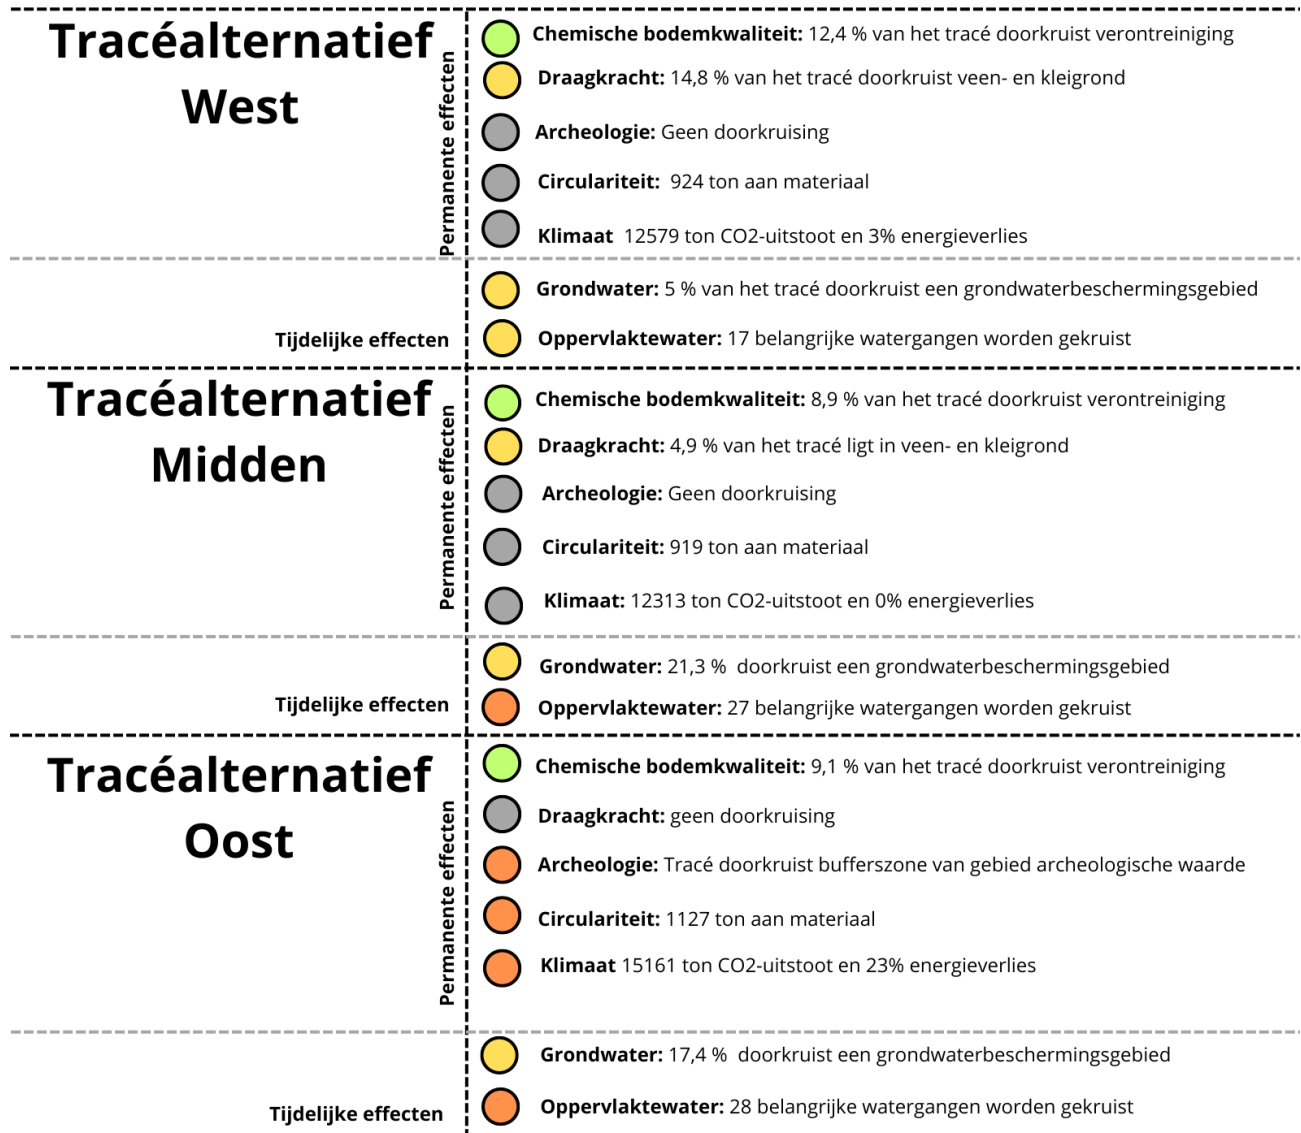 Tracéalternatief
West
Permanente effecten
Chemische bodemkwaliteit: 12,4 % van het tracé doorkruist verontreiniging
Draagkracht: 14,8 % van het tracé doorkruist veen- en kleigrond
Archeologie: Geen doorkruising
Circulariteit: 924 ton aan materiaal
Klimaat 12579 ton CO2-uitstoot en 3% energieverlies
Tijdelijke effecten
Grondwater: 5 % van het tracé doorkruist een grondwaterbeschermingsgebied
Oppervlaktewater: 17 belangrijke watergangen worden gekruist
Tracéalternatief
Midden
Permanente effecten
Chemische bodemkwaliteit: 8,9 % van het tracé doorkruist verontreiniging
Draagkracht: 4,9 % van het tracé ligt in veen- en kleigrond
Archeologie: Geen doorkruising
Circulariteit: 919 ton aan materiaal
Klimaat: 12313 ton CO2-uitstoot en 0% energieverlies
Tijdelijke effecten
Grondwater: 21,3 % doorkruist een grondwaterbeschermingsgebied
Oppervlaktewater: 27 belangrijke watergangen worden gekruist
Tracéalternatief
Oost
Permanente effecten
Chemische bodemkwaliteit: 9,1 % van het tracé doorkruist verontreiniging
Draagkracht: geen doorkruising
Archeologie: Tracé doorkruist bufferszone van gebied archeologische waarde
Circulariteit: 1127 ton aan materiaal
Klimaat 15161 ton CO2-uitstoot en 23% energieverlies
Tijdelijke effecten
Grondwater: 17,4 % doorkruist een grondwaterbeschermingsgebied
Oppervlaktewater: 28 belangrijke watergangen worden gekruist